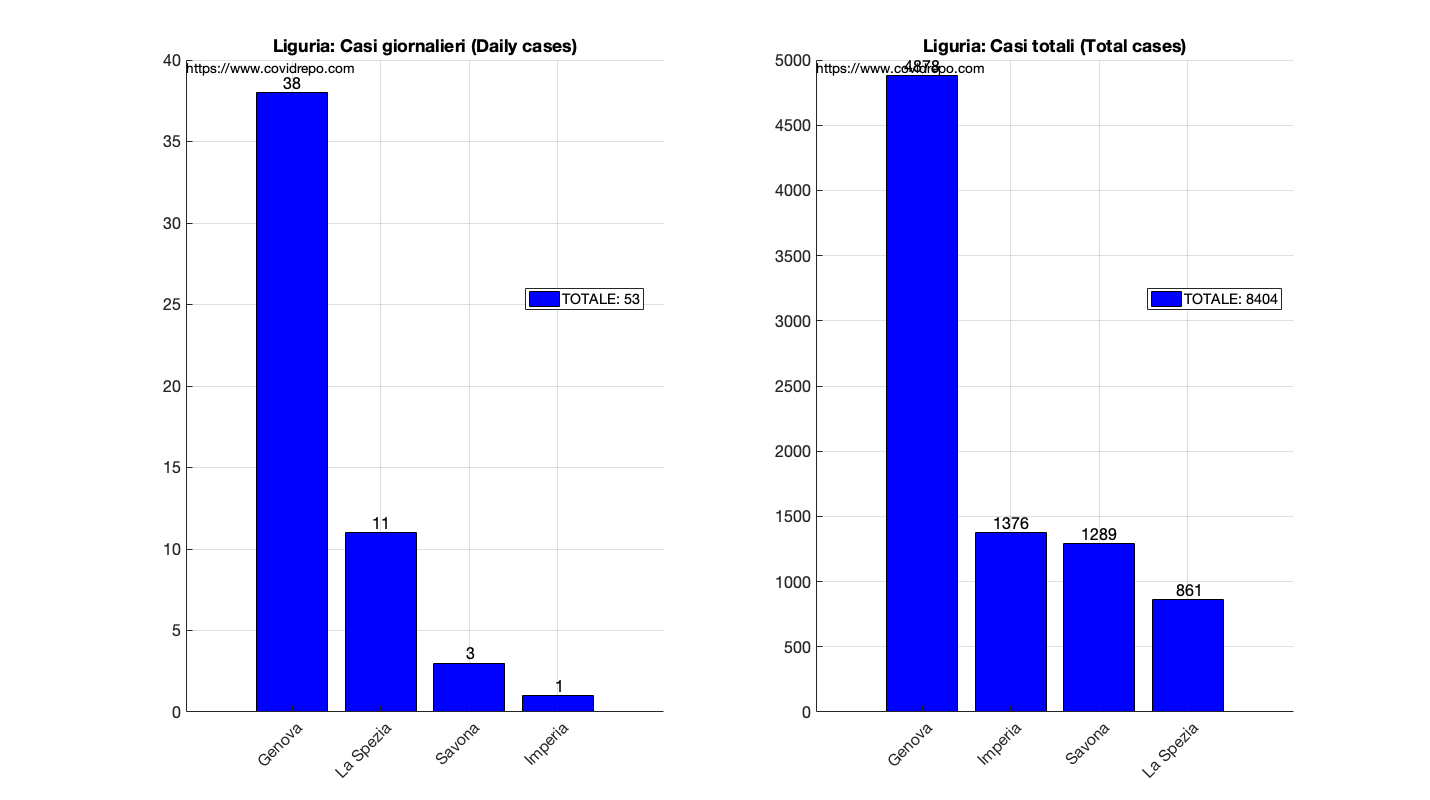 Liguria: Casi giornalieri (Daily cases)
https://www.covidrepo.com
40
35
30
25
20
15
10
5
0
38
11
3
1
TOTALE: 53
Genova
La Spezia
Savona
Imperia
Liguria: Casi totali (Total cases)
https://www.covidrepo.com
5000
4500
4000
3500
3000
2500
2000
1500
1000
500
0
4878
1376
1289
861
TOTALE: 8404
Genova
Imperia
Savona
La Spezia